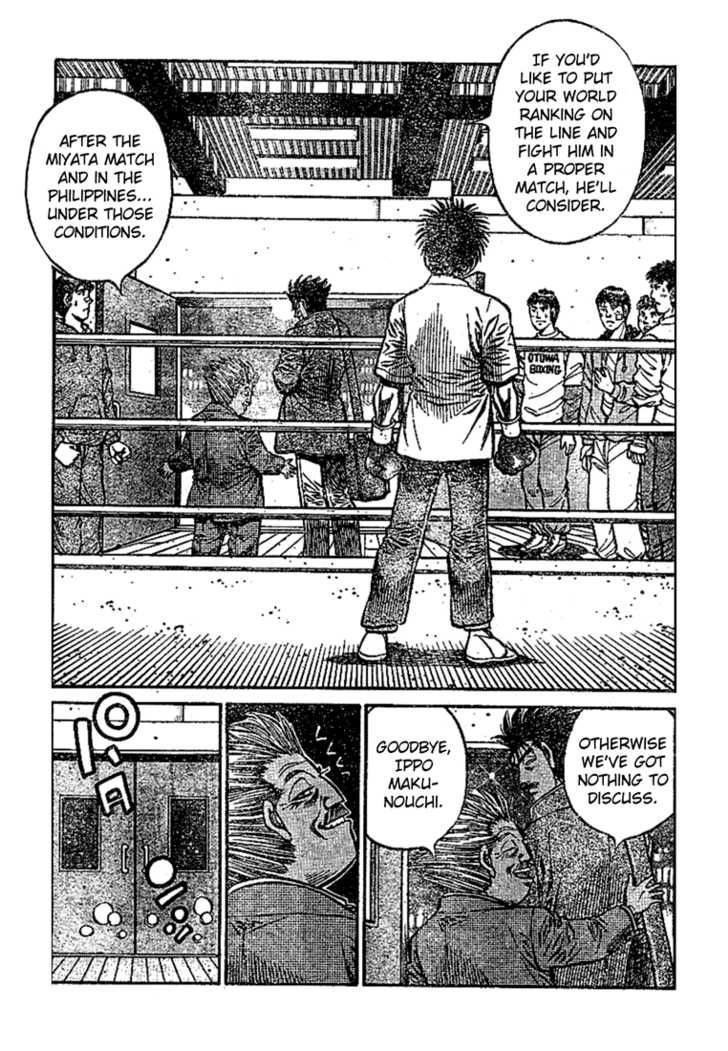 IF YOU'D
LIKE TO PUT
YOUR WORLD
RANKING ON
THE LINE AND
FIGHT HIM IN
A PROPER
MATCH, HE'LL
CONSIDER.
AFTER THE
MIYATA MATCH
AND IN THE
PHILIPPINES...
UNDER THOSE
CONDITIONS.
OTOWA
BOXING
OTHERWISE
WE'VE GOT
NOTHING TO
DISCUSS.
GOODBYE,
IPPO
MAKU-
NOUCHI.